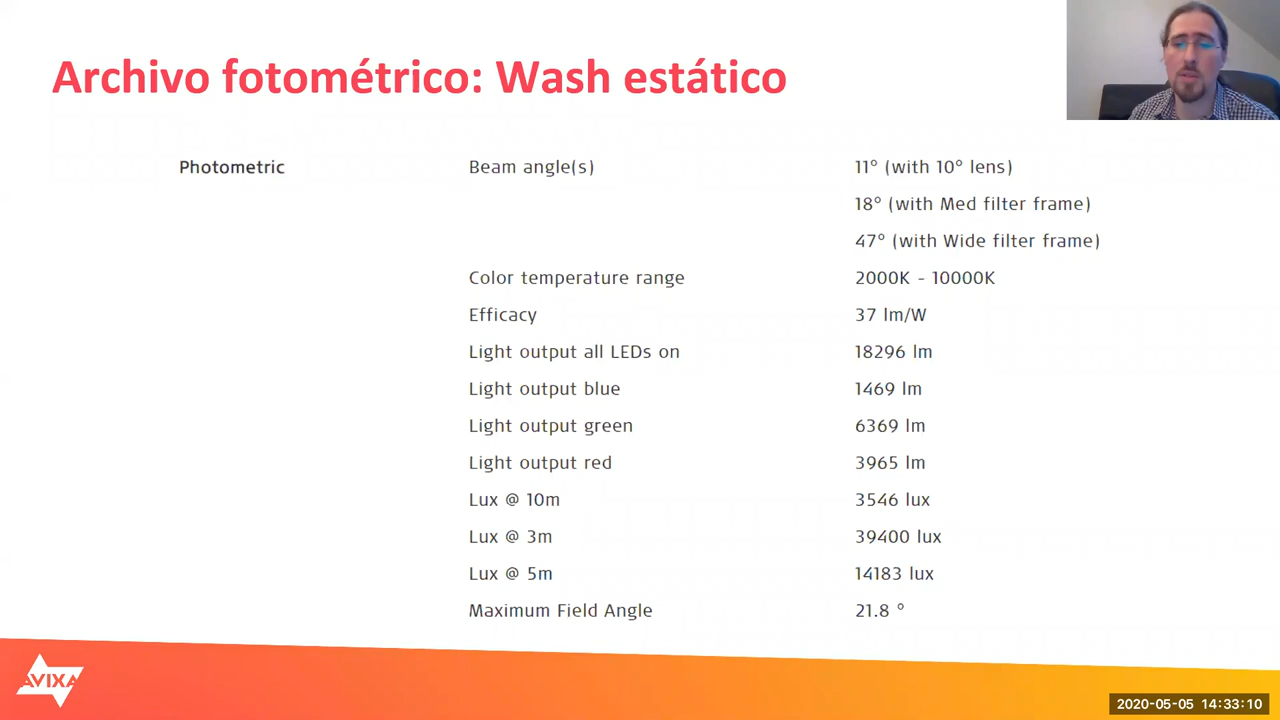 Archivo fotométrico: Wash estático
Photometric Beam angle(s) 11° (with 10° lens)
18° (with Med filter frame)
47° (with Wide filter frame)
Color temperature range 2000K - 10000K
Efficacy 37 lm/W
Light output all LEDs on 18296 lm
Light output blue 1469 lm
Light output green 6369 lm
Light output red 3965 lm
Lux @ 10m 3546 lux
Lux @ 3m 39400 lux
Lux @ 5m 14183 lux
Maximum Field Angle 21.8 °
AVIXA
2020-05-05 14:33:10